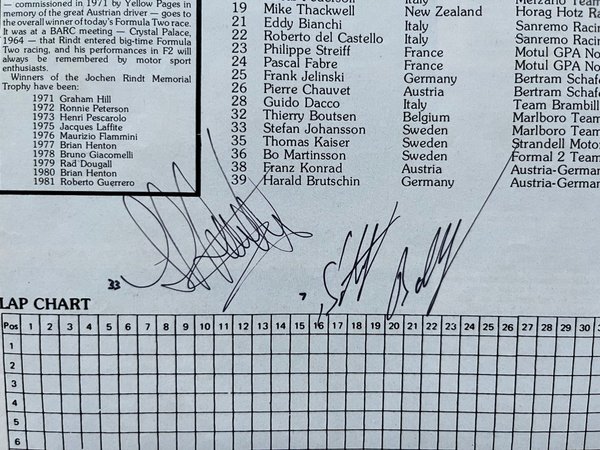 — commissioned in 1971 by Yellow Pages in
memory of the great Austrian driver — goes to
the overall winner of today's Formula Two race.
It was at a BARC meeting — Crystal Palace,
1964 — that Rindt entered big-time Formula
Two racing, and his performances in F2 will
always be remembered by motor sport
enthusiasts.
Winners of the Jochen Rindt Memorial
Trophy have been:
1971 Graham Hill
1972 Ronnie Peterson
1973 Henri Pescarolo
1975 Jacques Laffite
1976 Maurizio Flammini
1977 Brian Henton
1978 Bruno Giacomelli
1979 Rad Dougall
1980 Brian Henton
1981 Roberto Guerrero
19 Mike Thackwell New Zealand Horag Hotz Ra
21 Eddy Bianchi Italy Sanremo Racing
22 Roberto del Castello Italy Sanremo Racing
23 Philippe Streiff France Motul GPA No
24 Pascal Fabre France Motul GPA No
25 Frank Jelinski Germany Bertram Schafe
26 Pierre Chauvet Austria Bertram Schafe
28 Guido Dacco Italy Team Brambill
32 Thierry Boutsen Belgium Marlboro Team
33 Stefan Johansson Sweden Marlboro Team
35 Thomas Kaiser Sweden Strandell Moto
36 Bo Martinsson Sweden Formel 2 Team
38 Franz Konrad Austria Austria-German
39 Harald Brutschin Germany Austria-German
33
7
LAP CHART
Pos 1 2 3 4 5 6 7 8 9 10 11 12 13 14 15 16 17 18 19 20 21 22 23 24 25 26 27 28 29 30
1
2
3
4
5
6